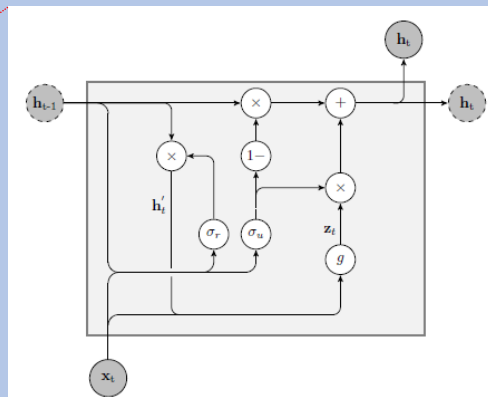 h_t
h_{t-1}
×
+
h_t
×
1−
×
h'_t
z_t
σ_r
σ_u
g
x_t